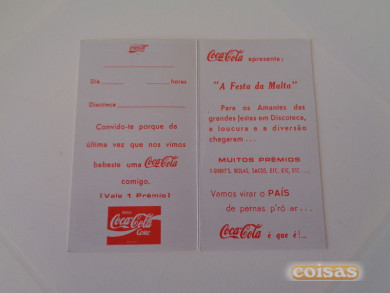 Coca-Cola
Dia horas
Discoteca
Convido-te porque da
última vez que nos vimos
bebeste uma Coca-Cola
comigo.
(Vale 1 Prémio)
Coca-Cola
Coke
Coca-Cola apresenta:
"A Festa da Malta"
Para os Amantes das
grandes festas em Discoteca,
a loucura e a diversão
chegaram...
MUITOS PRÉMIOS
T-SHIRTS, BOLAS, SACOS, ETC, ETC, ETC...
Vamos virar o PAÍS
de pernas p'ró ar...
Coca-Cola é que é!...
coisas